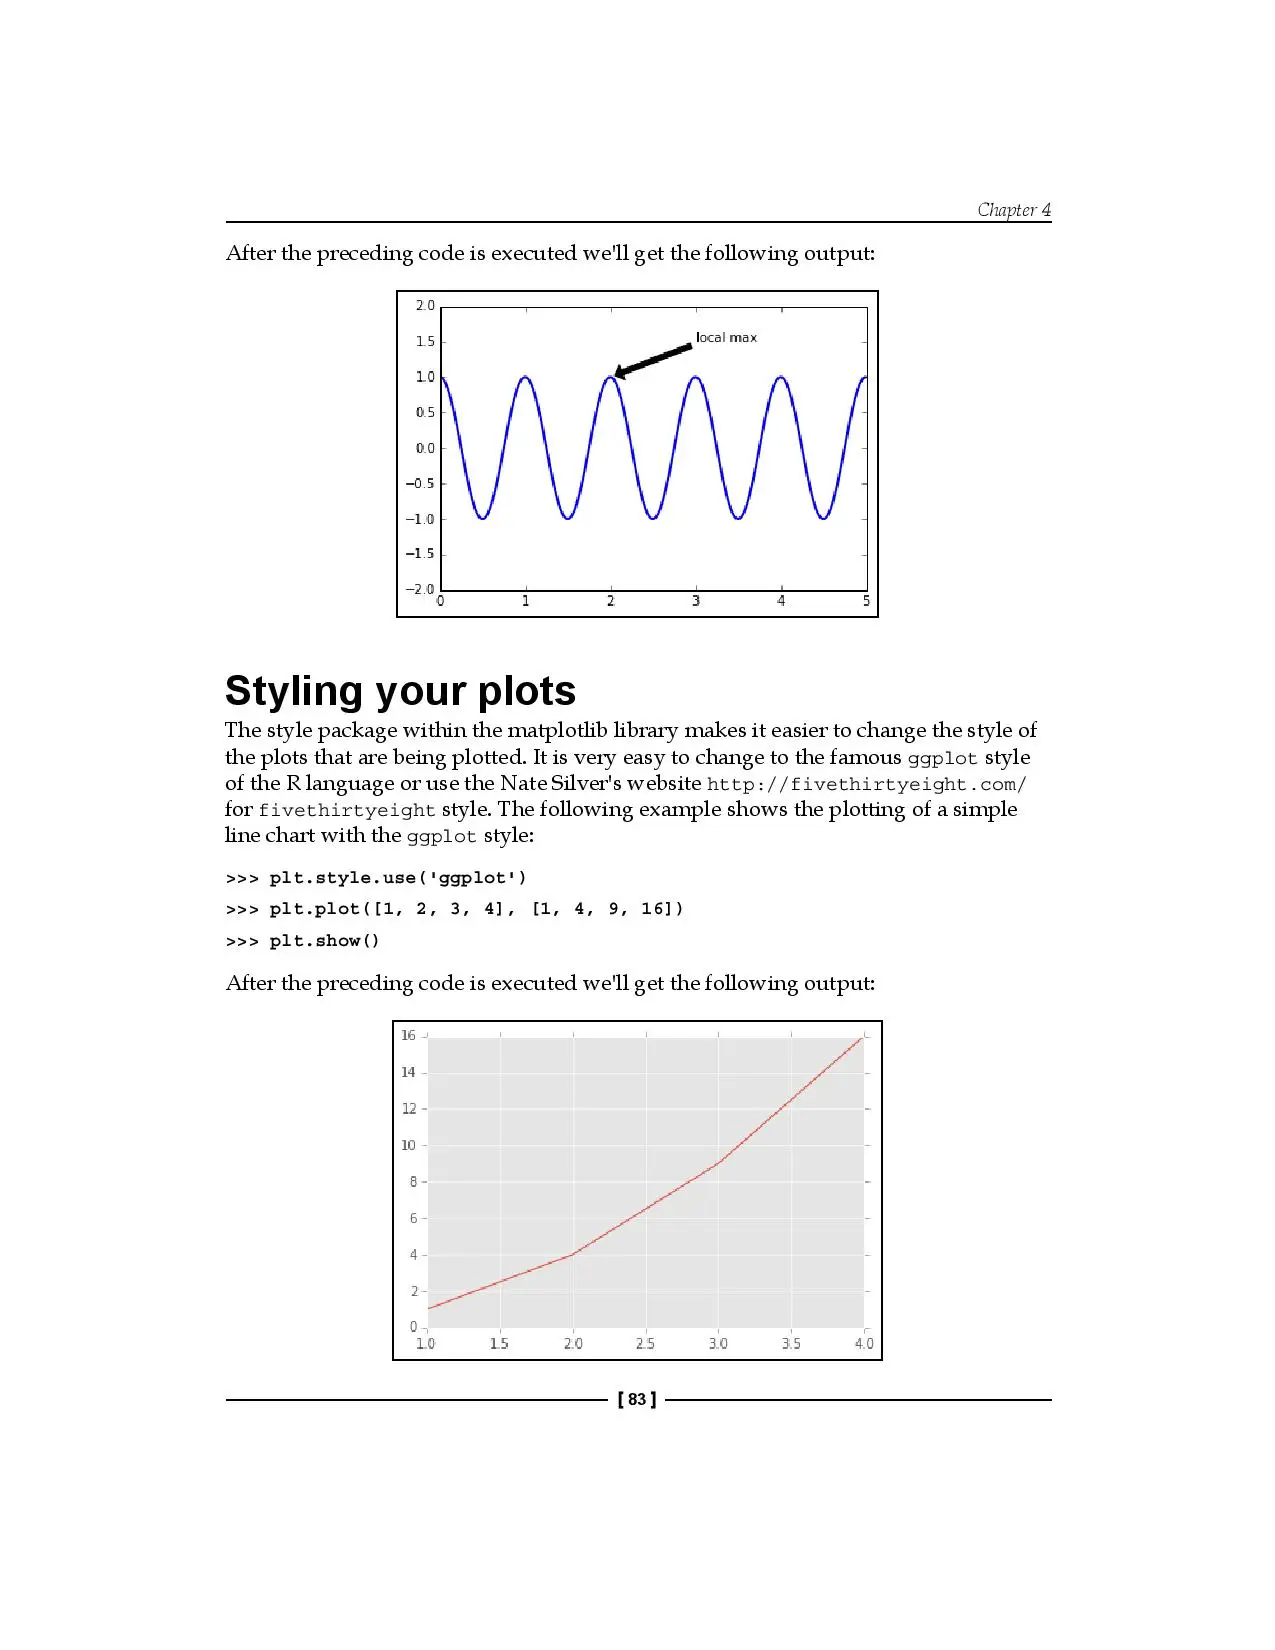 Chapter 4
After the preceding code is executed we'll get the following output:
2.0
1.5
1.0
0.5
0.0
−0.5
−1.0
−1.5
−2.0
local max
0 1 2 3 4 5
Styling your plots
The style package within the matplotlib library makes it easier to change the style of
the plots that are being plotted. It is very easy to change to the famous ggplot style
of the R language or use the Nate Silver's website http://fivethirtyeight.com/
for fivethirtyeight style. The following example shows the plotting of a simple
line chart with the ggplot style:
>>> plt.style.use('ggplot')
>>> plt.plot([1, 2, 3, 4], [1, 4, 9, 16])
>>> plt.show()
After the preceding code is executed we'll get the following output:
16
14
12
10
8
6
4
2
0
1.0 1.5 2.0 2.5 3.0 3.5 4.0
[ 83 ]